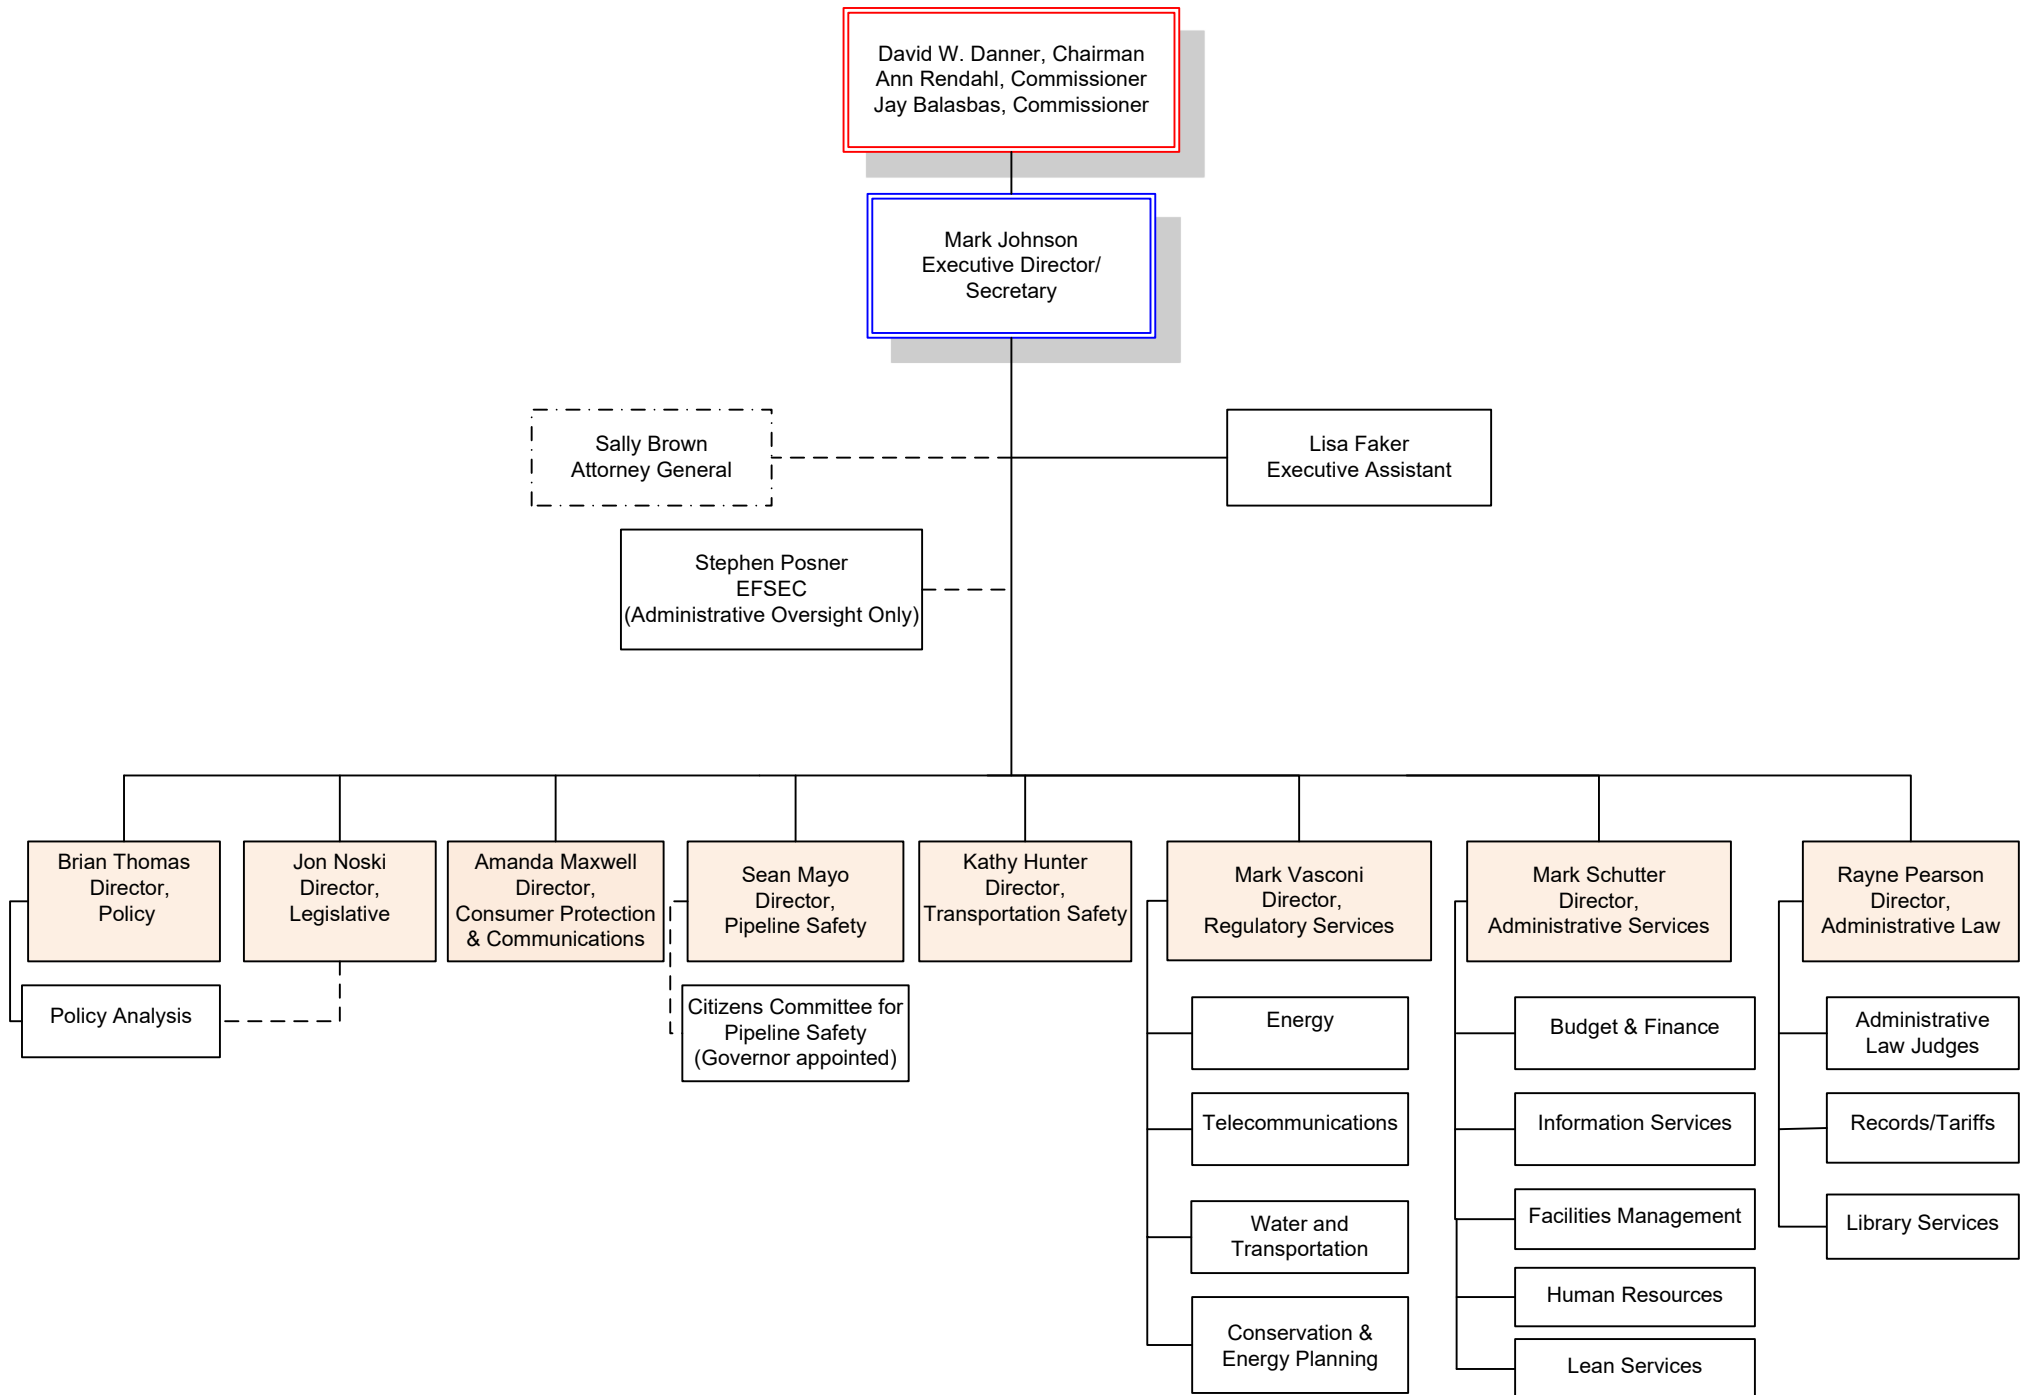 David W. Danner, Chairman
Ann Rendahl, Commissioner
Jay Balasbas, Commissioner
Mark Johnson
Executive Director/
Secretary
Sally Brown
Attorney General
Lisa Faker
Executive Assistant
Stephen Posner
EFSEC
(Administrative Oversight Only)
Brian Thomas
Director,
Policy
Jon Noski
Director,
Legislative
Amanda Maxwell
Director,
Consumer Protection
& Communications
Sean Mayo
Director,
Pipeline Safety
Kathy Hunter
Director,
Transportation Safety
Mark Vasconi
Director,
Regulatory Services
Mark Schutter
Director,
Administrative Services
Rayne Pearson
Director,
Administrative Law
Policy Analysis
Citizens Committee for
Pipeline Safety
(Governor appointed)
Energy
Telecommunications
Water and
Transportation
Conservation &
Energy Planning
Budget & Finance
Information Services
Facilities Management
Human Resources
Lean Services
Administrative
Law Judges
Records/Tariffs
Library Services